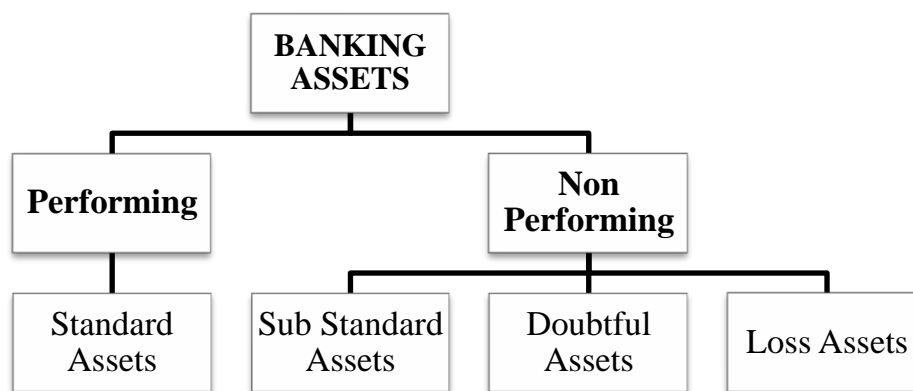 BANKING
ASSETS
Performing
Non
Performing
Standard
Assets
Sub Standard
Assets
Doubtful
Assets
Loss Assets